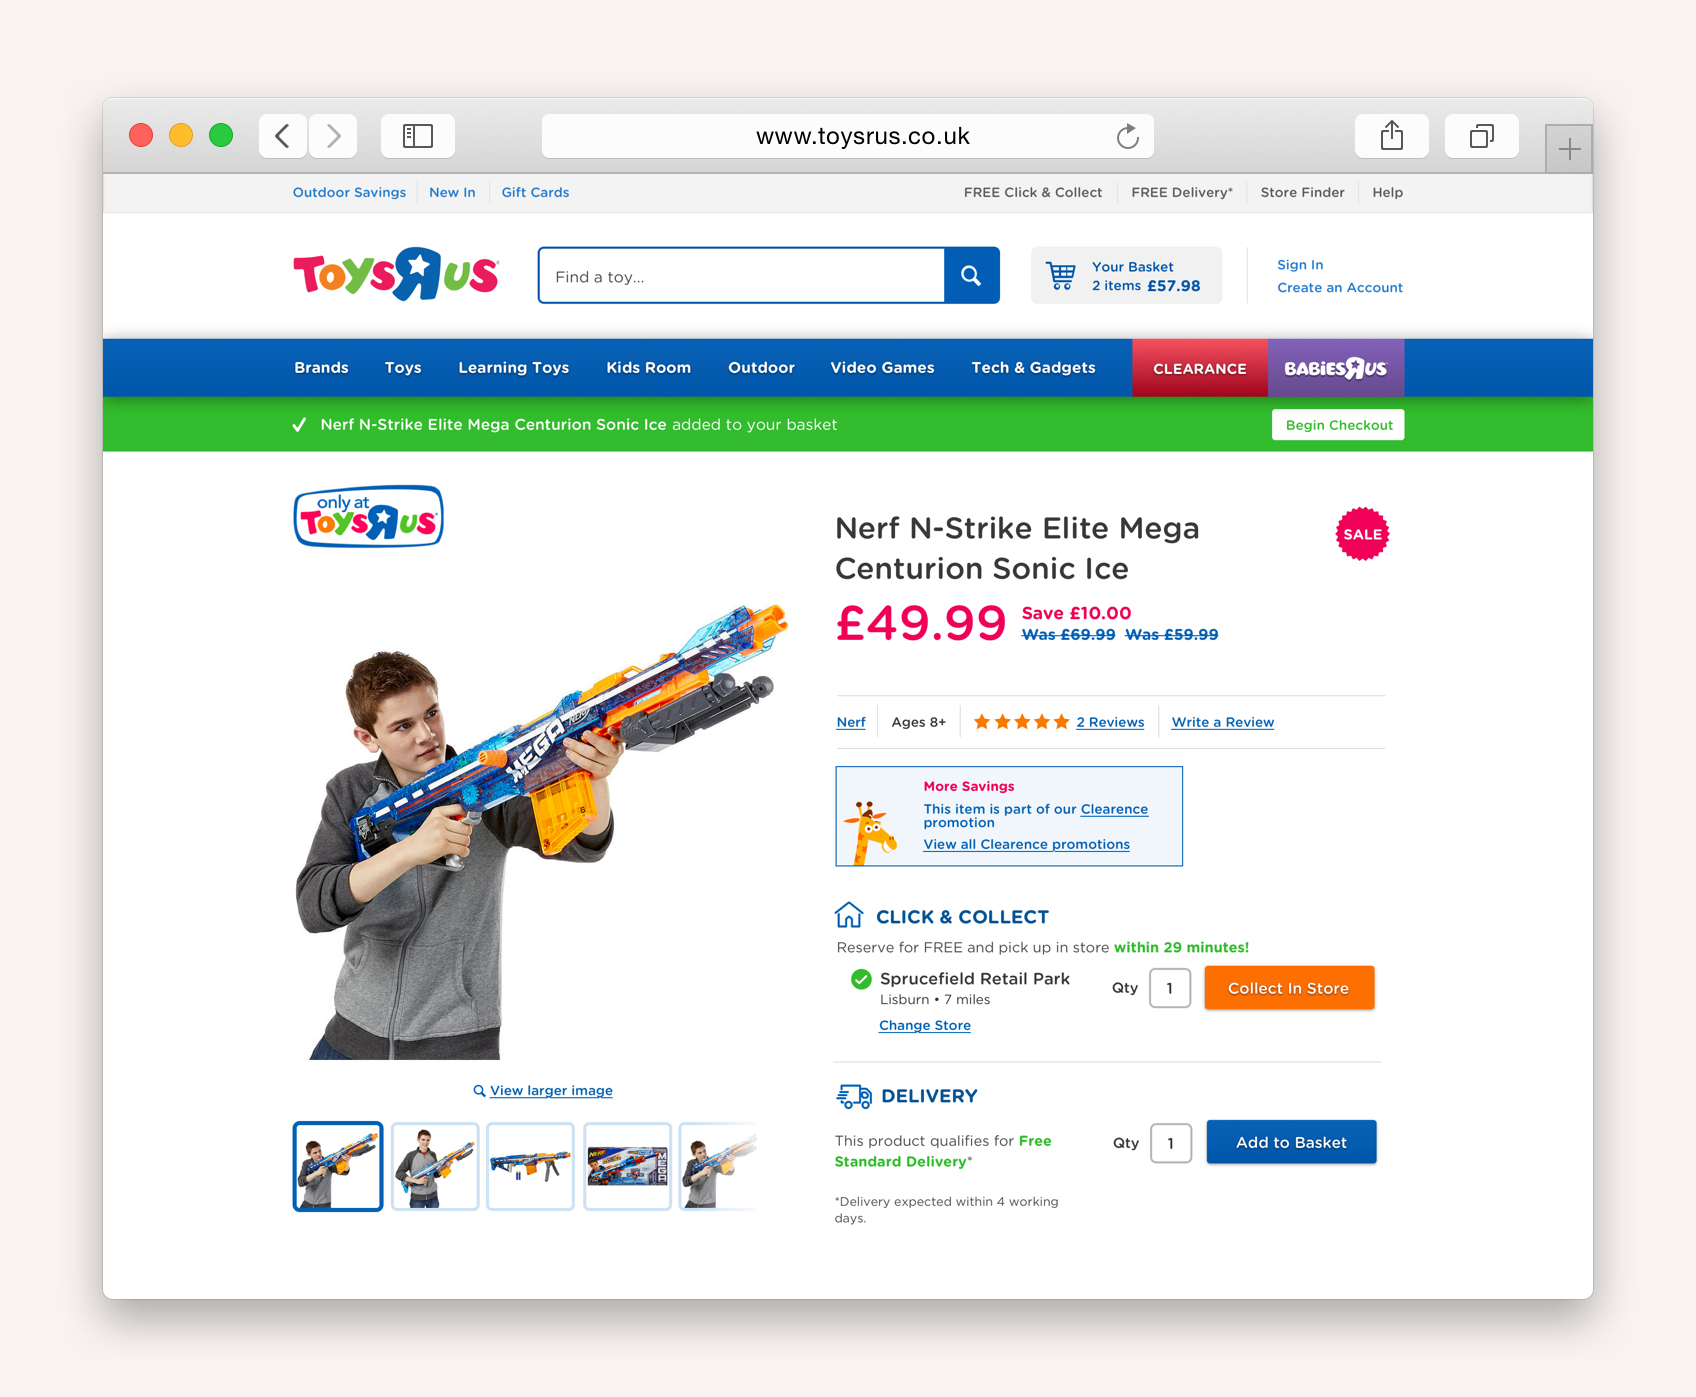 www.toysrus.co.uk
Outdoor Savings New In Gift Cards FREE Click & Collect FREE Delivery* Store Finder Help
ToysЯus
Find a toy...
Your Basket
2 items £57.98
Sign In
Create an Account
Brands Toys Learning Toys Kids Room Outdoor Video Games Tech & Gadgets CLEARANCE BABiESЯUS
Nerf N-Strike Elite Mega Centurion Sonic Ice added to your basket Begin Checkout
only at
ToysЯus
MEGA
NERF
View larger image
NERF
MEGA
Nerf N-Strike Elite Mega
Centurion Sonic Ice
SALE
£49.99
Save £10.00
Was £69.99 Was £59.99
Nerf Ages 8+ 2 Reviews Write a Review
More Savings
This item is part of our Clearence
promotion
View all Clearence promotions
CLICK & COLLECT
Reserve for FREE and pick up in store within 29 minutes!
Sprucefield Retail Park
Lisburn • 7 miles
Change Store
Qty 1 Collect In Store
DELIVERY
This product qualifies for Free
Standard Delivery*
Qty 1 Add to Basket
*Delivery expected within 4 working
days.